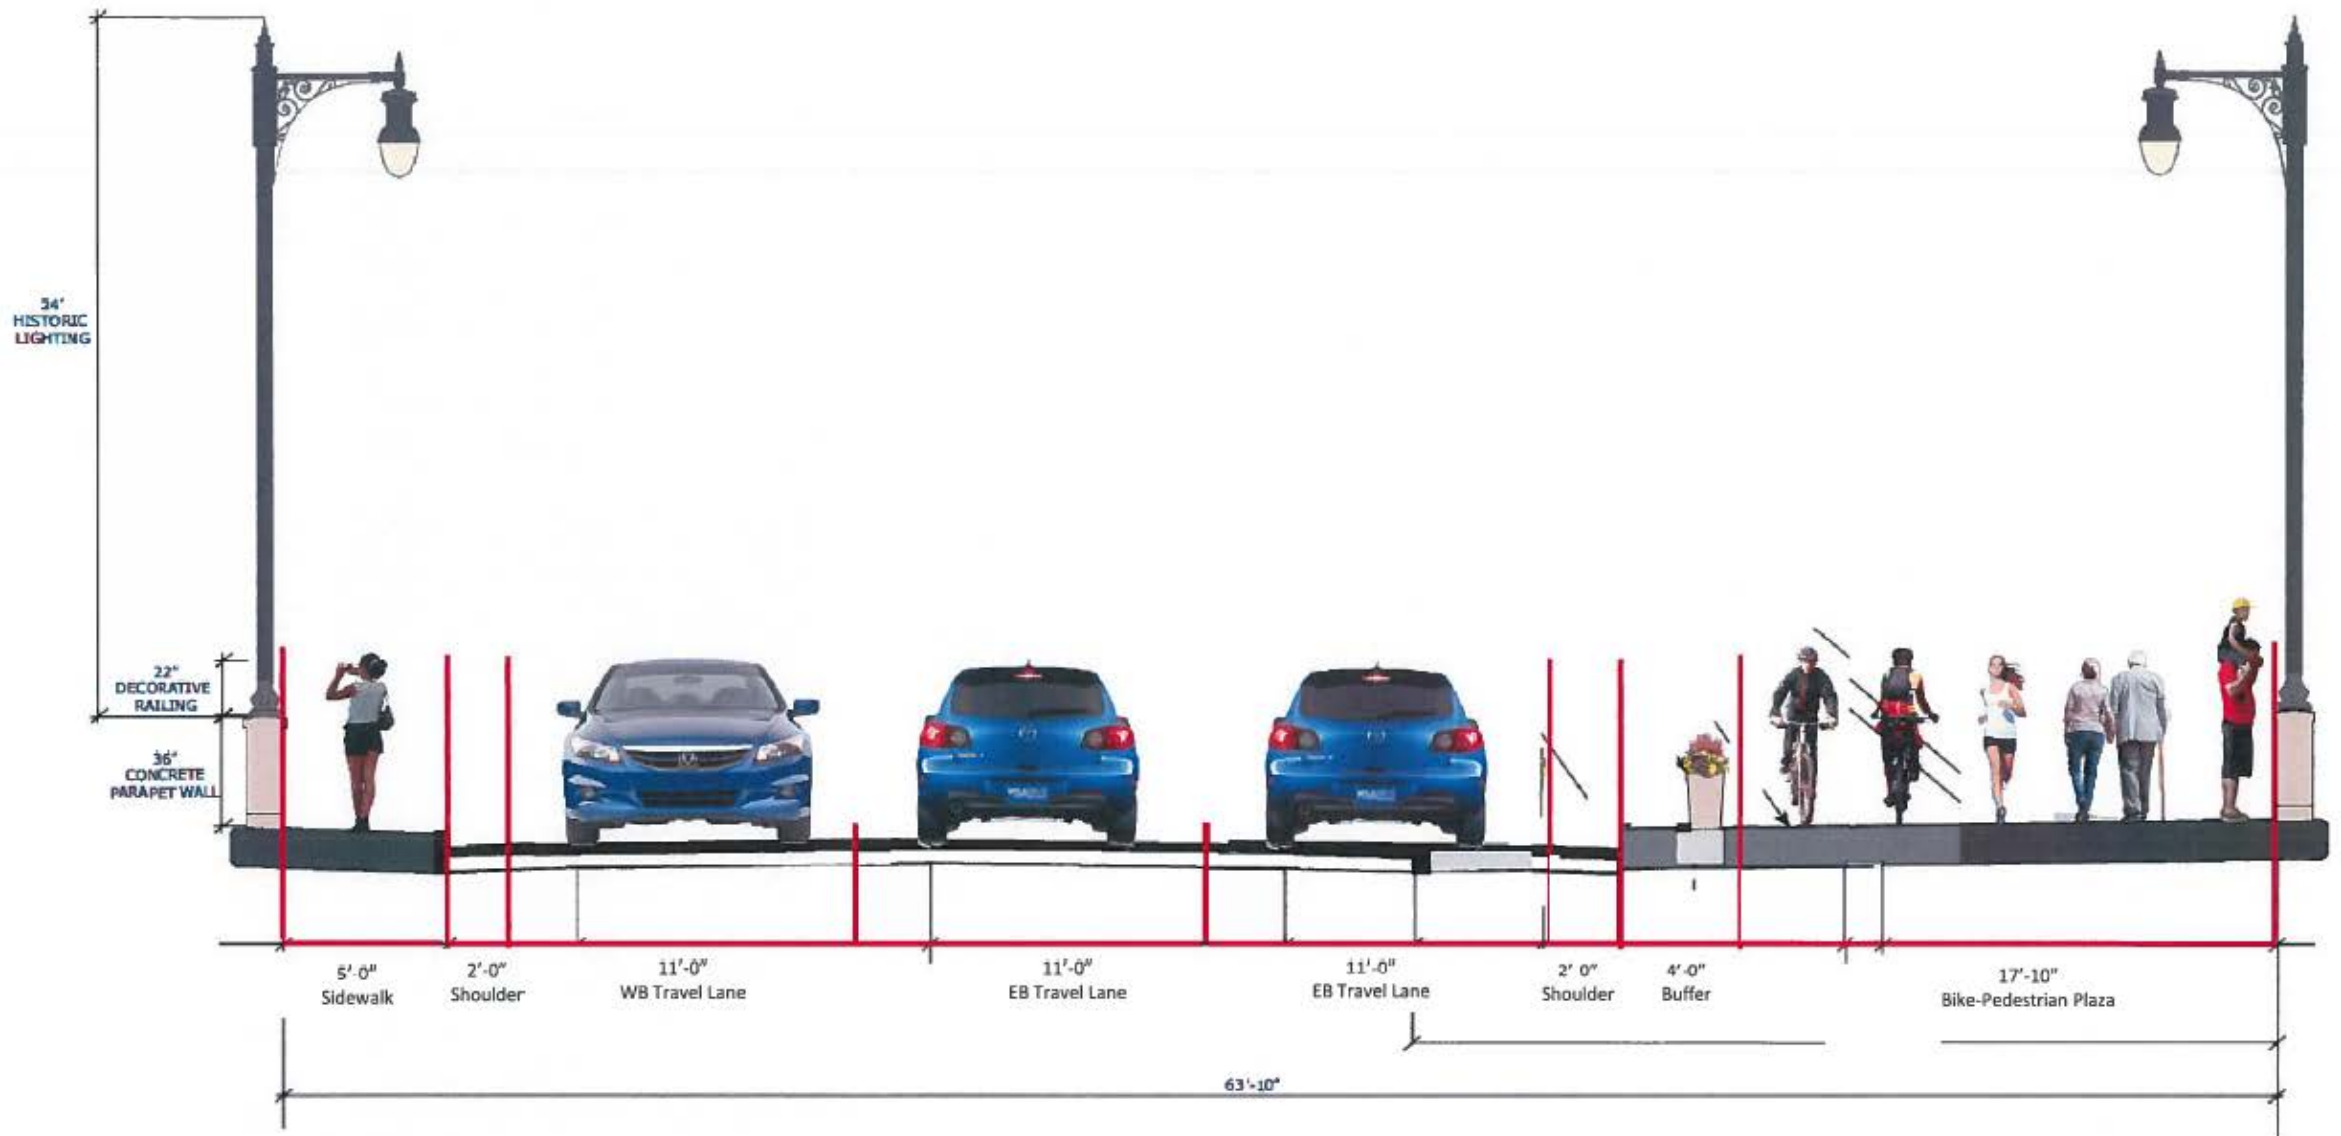 34'
HISTORIC
LIGHTING
22"
DECORATIVE
RAILING
36"
CONCRETE
PARAPET WALL
5'-0"
Sidewalk
2'-0"
Shoulder
11'-0"
WB Travel Lane
11'-0"
EB Travel Lane
11'-0"
EB Travel Lane
2' 0"
Shoulder
4'-0"
Buffer
17'-10"
Bike-Pedestrian Plaza
63'-10"